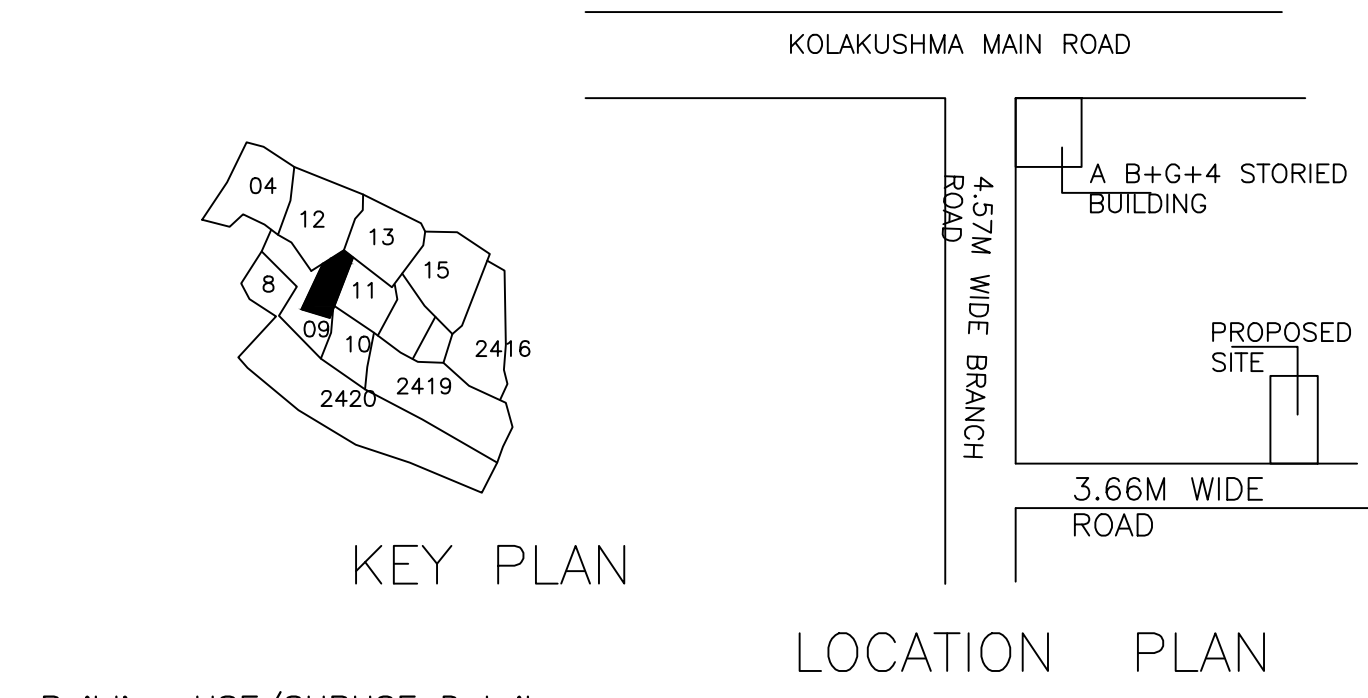 KOLAKUSHMA MAIN ROAD
04
12
13
15
8
11
09
10
2416
2419
2420
KEY PLAN
4.57M WIDE BRANCH
ROAD
A B+G+4 STORIED
BUILDING
PROPOSED
SITE
3.66M WIDE
ROAD
LOCATION PLAN